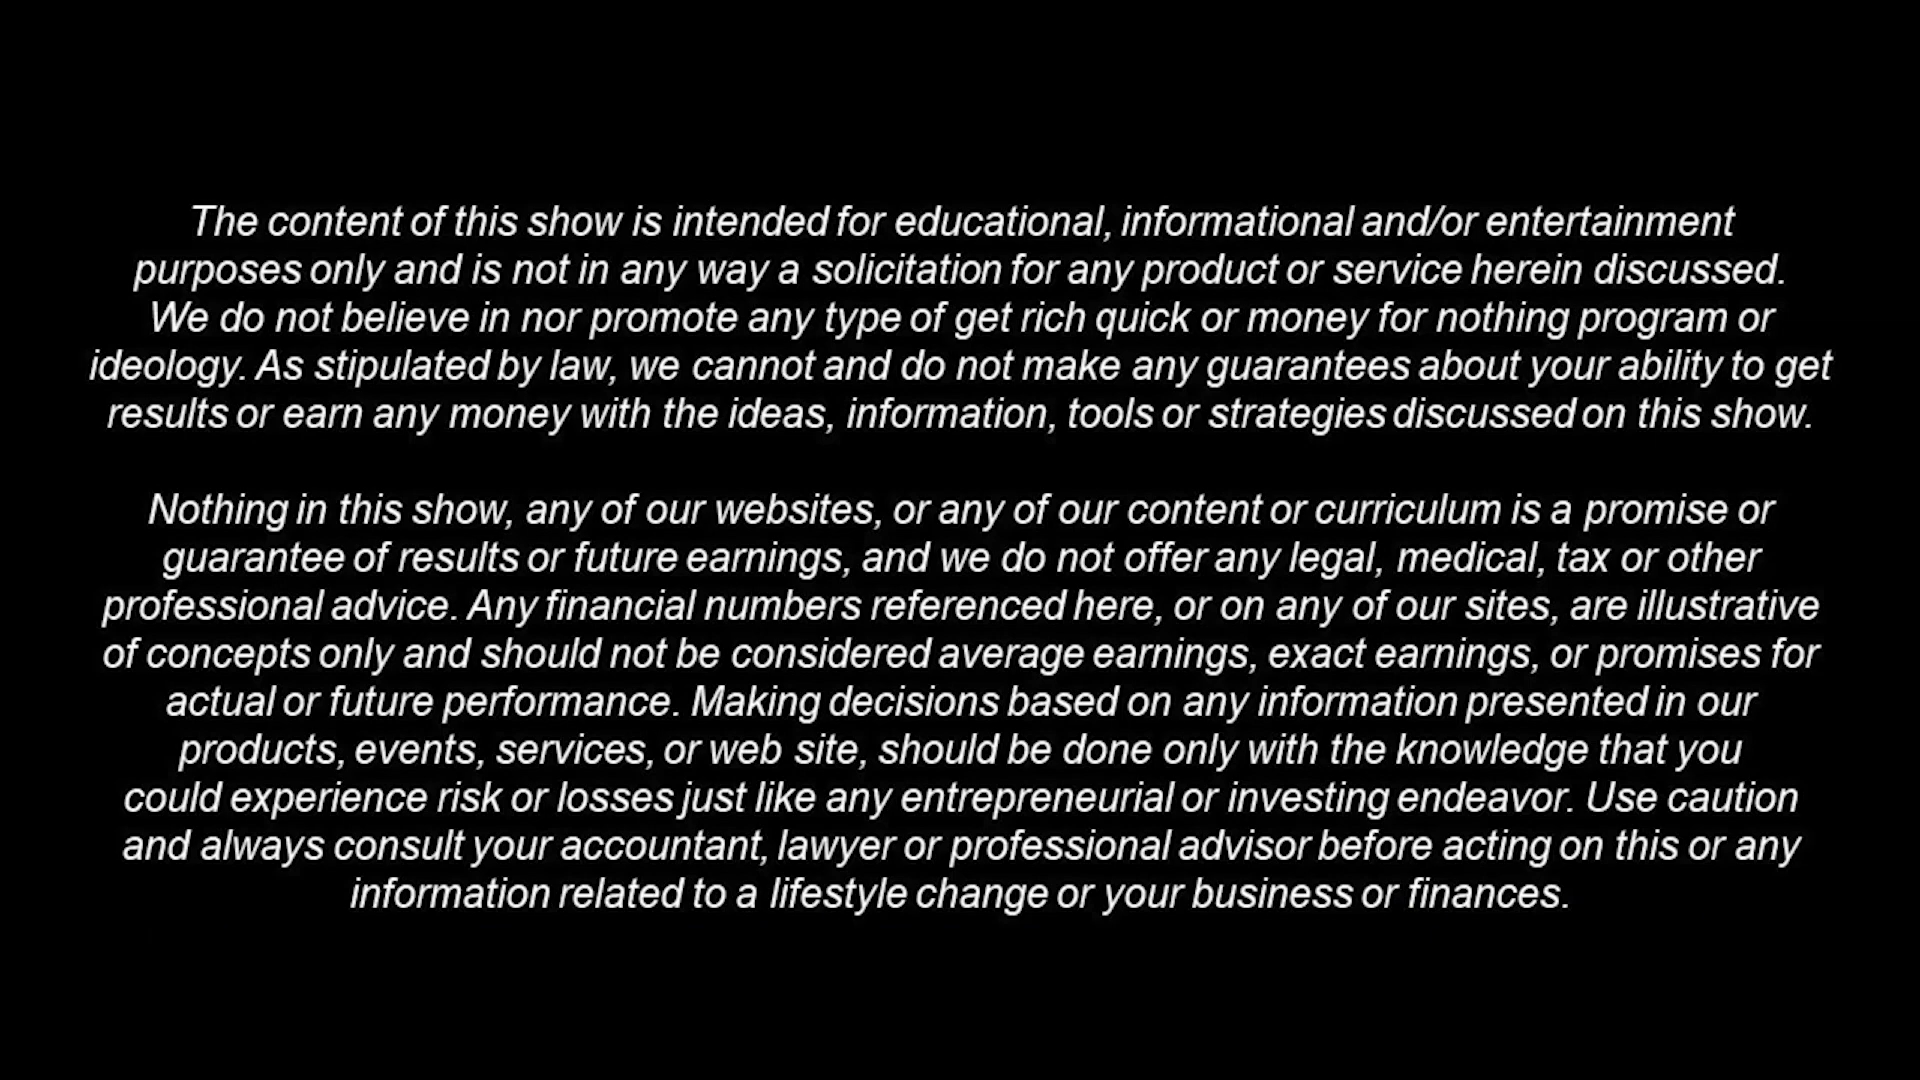 The content of this show is intended for educational, informational and/or entertainment
purposes only and is not in any way a solicitation for any product or service herein discussed.
We do not believe in nor promote any type of get rich quick or money for nothing program or
ideology. As stipulated by law, we cannot and do not make any guarantees about your ability to get
results or earn any money with the ideas, information, tools or strategies discussed on this show.
Nothing in this show, any of our websites, or any of our content or curriculum is a promise or
guarantee of results or future earnings, and we do not offer any legal, medical, tax or other
professional advice. Any financial numbers referenced here, or on any of our sites, are illustrative
of concepts only and should not be considered average earnings, exact earnings, or promises for
actual or future performance. Making decisions based on any information presented in our
products, events, services, or web site, should be done only with the knowledge that you
could experience risk or losses just like any entrepreneurial or investing endeavor. Use caution
and always consult your accountant, lawyer or professional advisor before acting on this or any
information related to a lifestyle change or your business or finances.